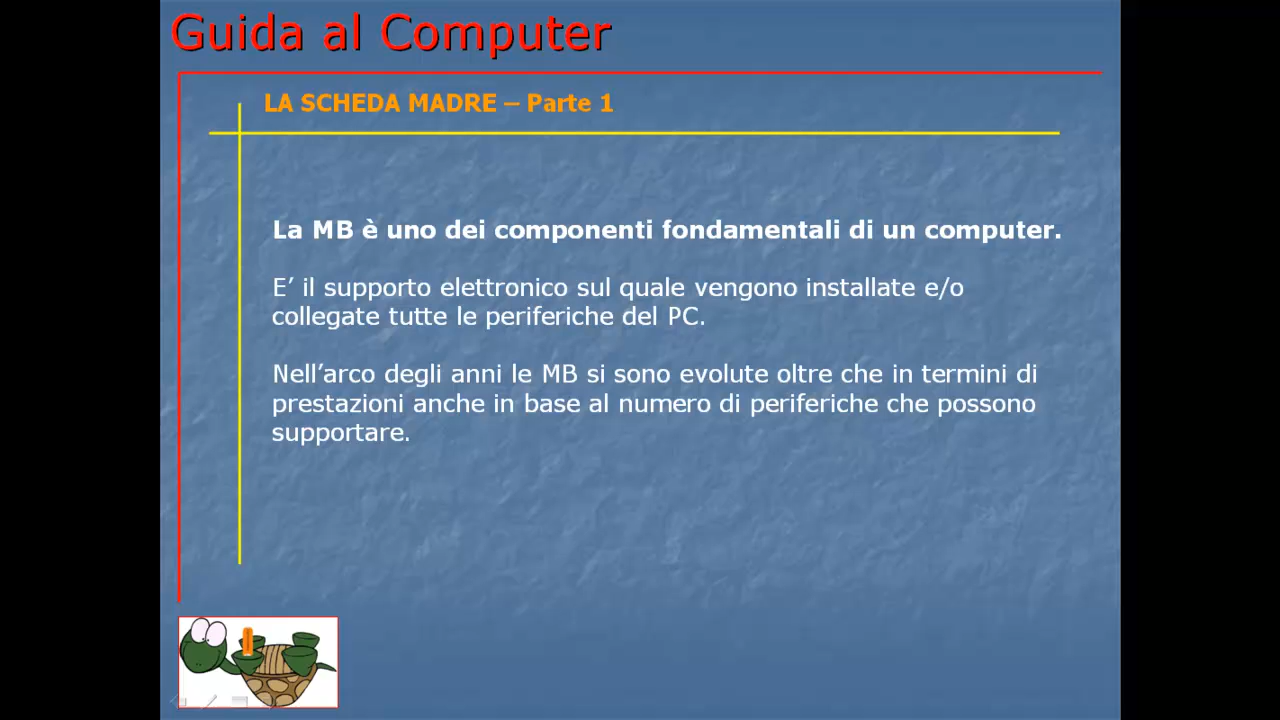 Guida al Computer
LA SCHEDA MADRE – Parte 1
La MB è uno dei componenti fondamentali di un computer.
E’ il supporto elettronico sul quale vengono installate e/o
collegate tutte le periferiche del PC.
Nell’arco degli anni le MB si sono evolute oltre che in termini di
prestazioni anche in base al numero di periferiche che possono
supportare.